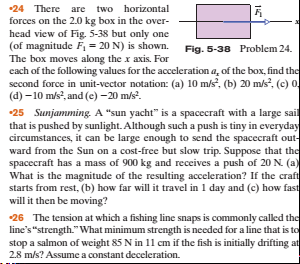 •24 There are two horizontal
forces on the 2.0 kg box in the over-
head view of Fig. 5-38 but only one
(of magnitude F₁ = 20 N) is shown.
The box moves along the x axis. For
each of the following values for the acceleration aₓ of the box, find the
second force in unit-vector notation: (a) 10 m/s², (b) 20 m/s², (c) 0,
(d) −10 m/s², and (e) −20 m/s².
F⃗₁
x
Fig. 5-38 Problem 24.
•25 Sunjamming. A “sun yacht” is a spacecraft with a large sail
that is pushed by sunlight. Although such a push is tiny in everyday
circumstances, it can be large enough to send the spacecraft out-
ward from the Sun on a cost-free but slow trip. Suppose that the
spacecraft has a mass of 900 kg and receives a push of 20 N. (a)
What is the magnitude of the resulting acceleration? If the craft
starts from rest, (b) how far will it travel in 1 day and (c) how fast
will it then be moving?
•26 The tension at which a fishing line snaps is commonly called the
line’s “strength.” What minimum strength is needed for a line that is to
stop a salmon of weight 85 N in 11 cm if the fish is initially drifting at
2.8 m/s? Assume a constant deceleration.